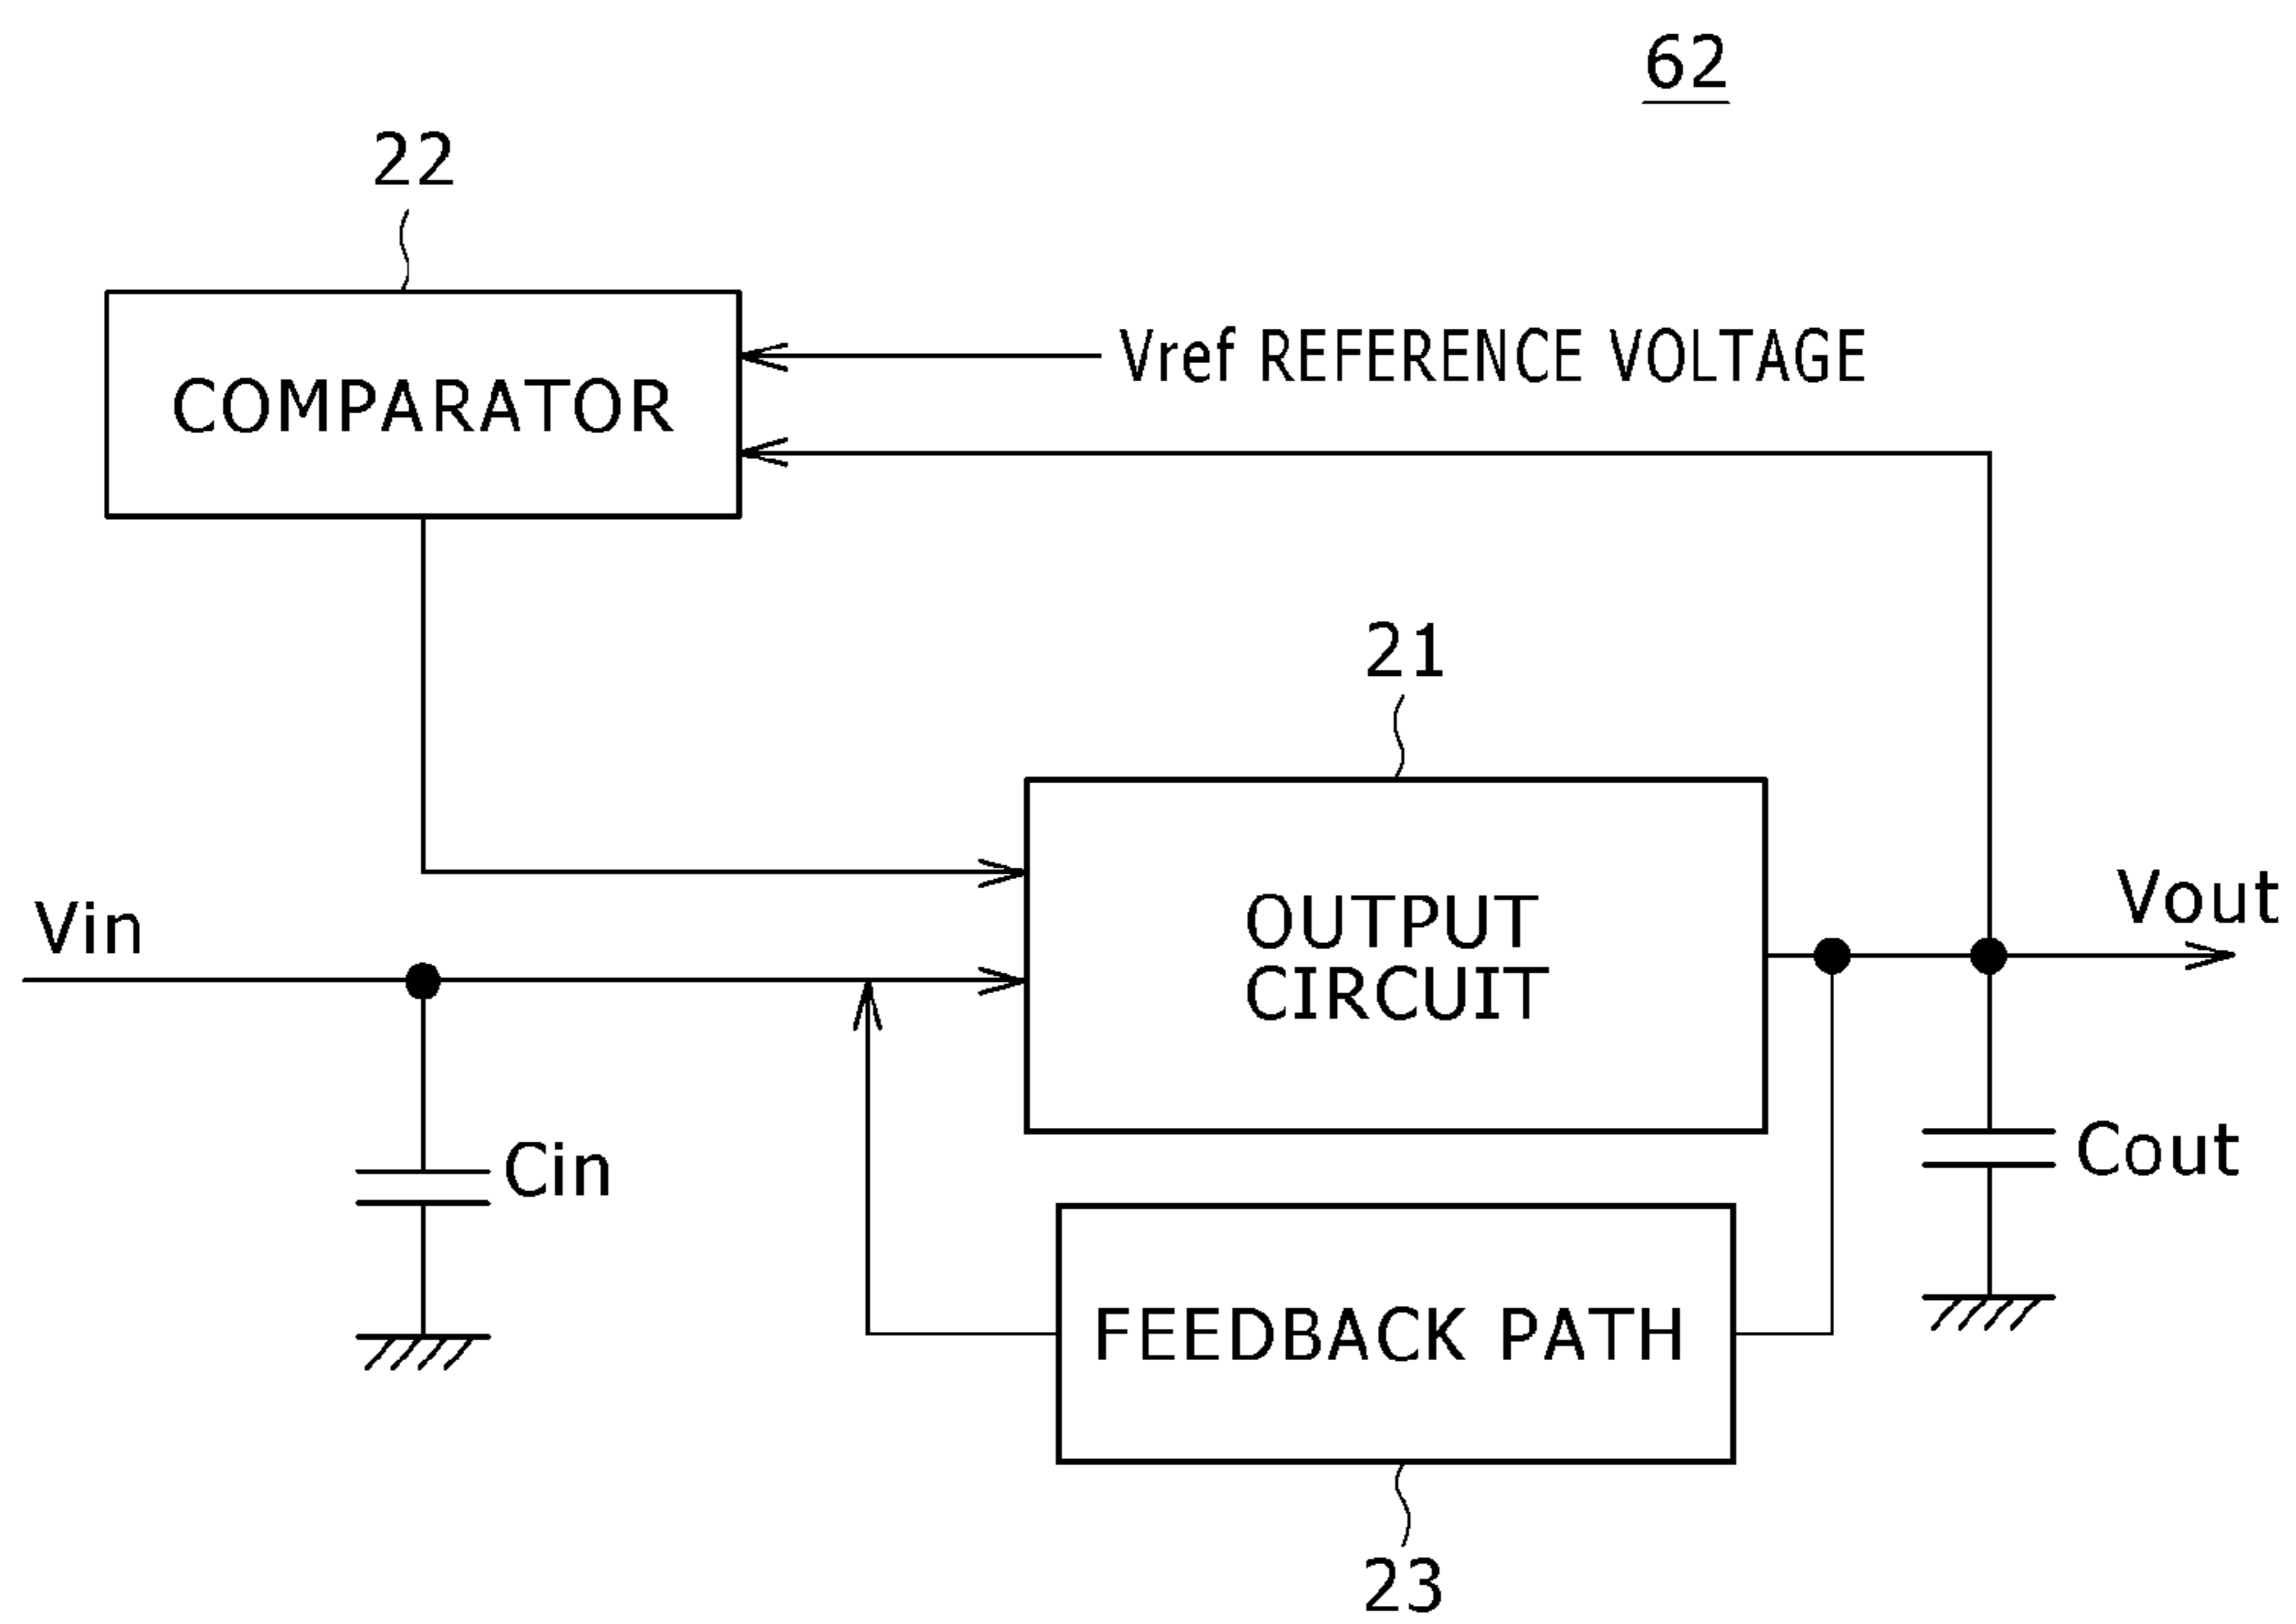 62
22
Vref REFERENCE VOLTAGE
COMPARATOR
21
Vin
OUTPUT
CIRCUIT
Vout
Cin
Cout
FEEDBACK PATH
23